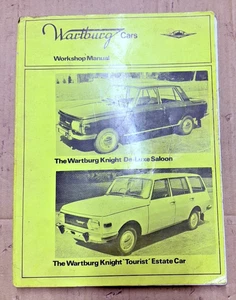 Wartburg Cars
Workshop Manual
The Wartburg Knight De-Luxe Saloon
The Wartburg Knight 'Tourist' Estate Car